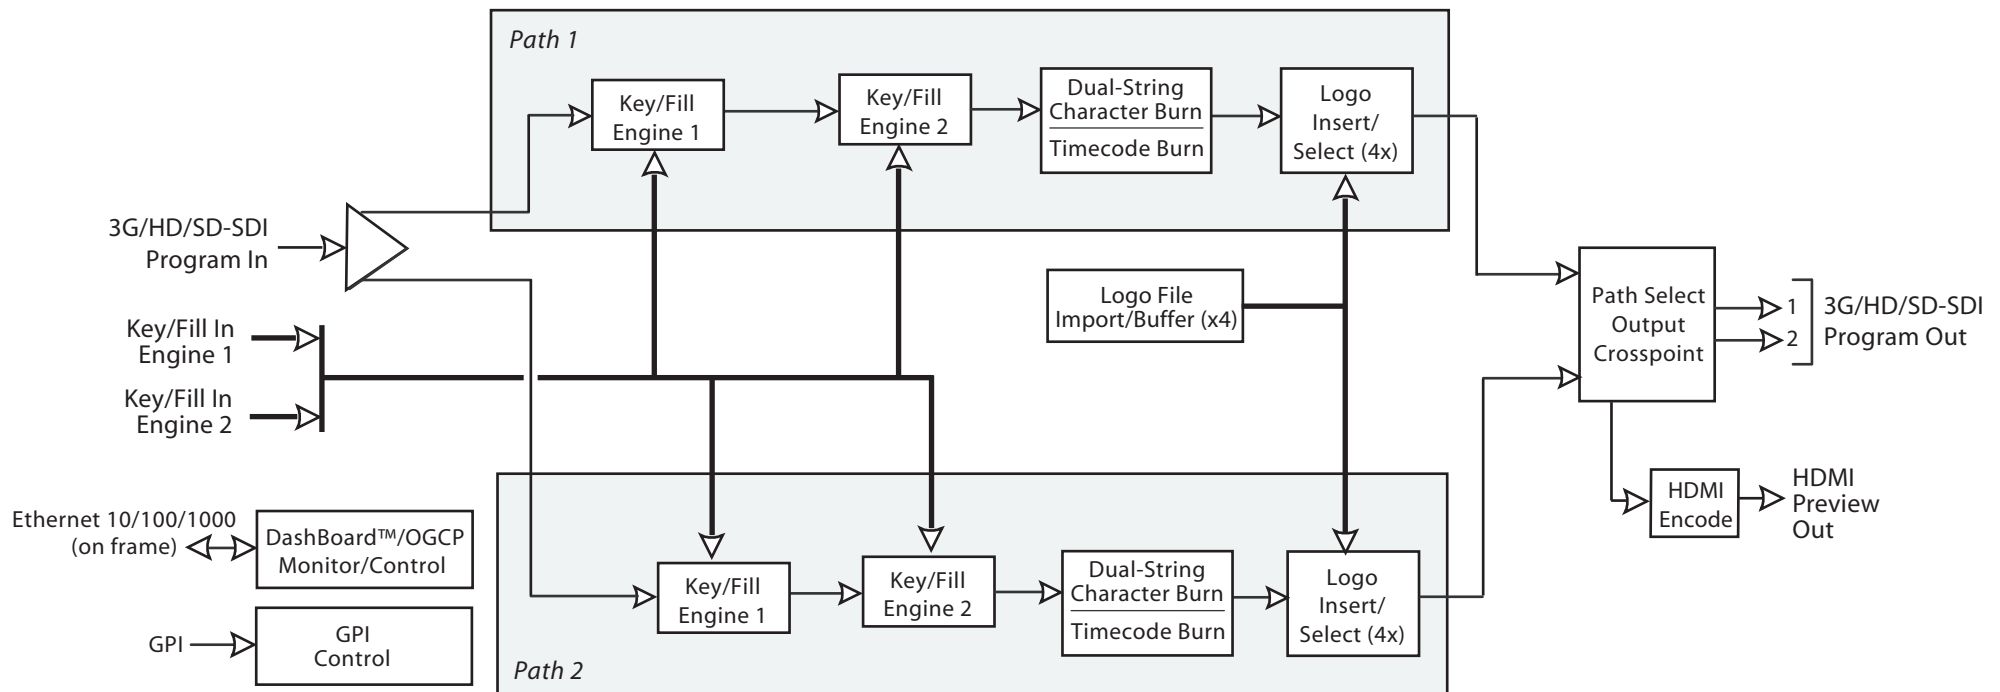 Path 1
Key/Fill
Engine 1
Key/Fill
Engine 2
Dual-String
Character Burn
Timecode Burn
Logo
Insert/
Select (4x)
3G/HD/SD-SDI
Program In
Key/Fill In
Engine 1
Key/Fill In
Engine 2
Logo File
Import/Buffer (x4)
Path Select
Output
Crosspoint
1
2
3G/HD/SD-SDI
Program Out
HDMI
Encode
HDMI
Preview
Out
Ethernet 10/100/1000
(on frame)
DashBoard™/OGCP
Monitor/Control
GPI
GPI
Control
Key/Fill
Engine 1
Key/Fill
Engine 2
Dual-String
Character Burn
Timecode Burn
Logo
Insert/
Select (4x)
Path 2